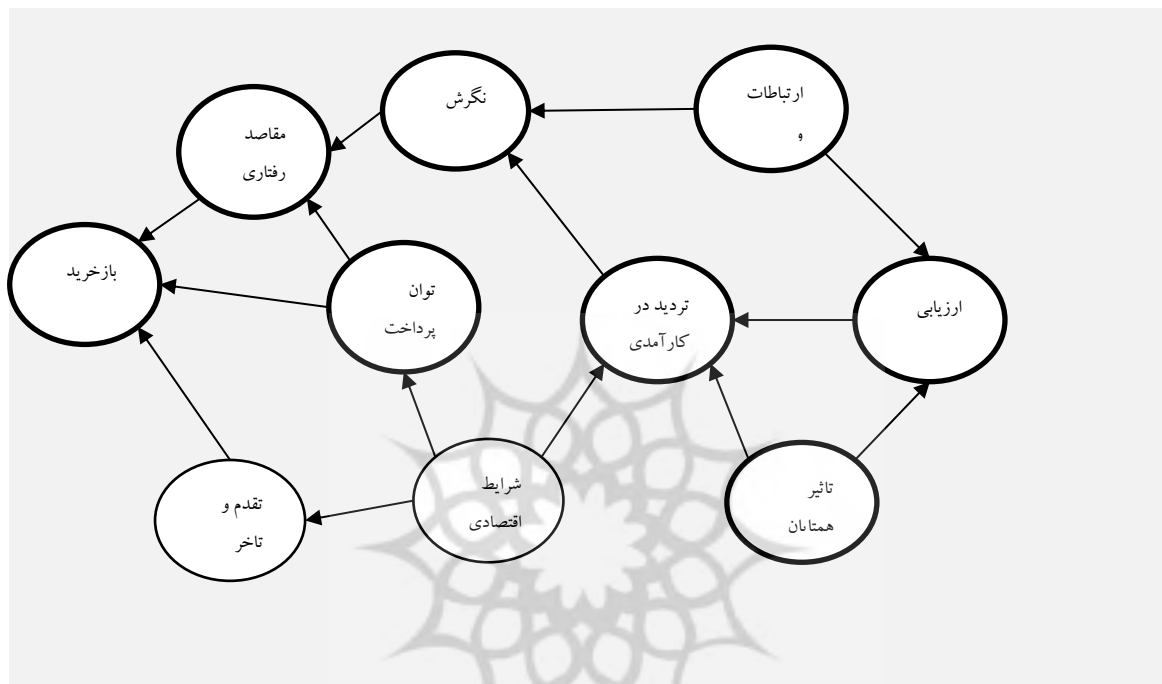 ارتباطات
و
نگرش
مقاصد
رفتاری
بازخرید
توان
پرداخت
تردید در
کارآمدی
ارزیابی
شرایط
اقتصادی
تاثیر
همتایان
تقدم و
تاخر